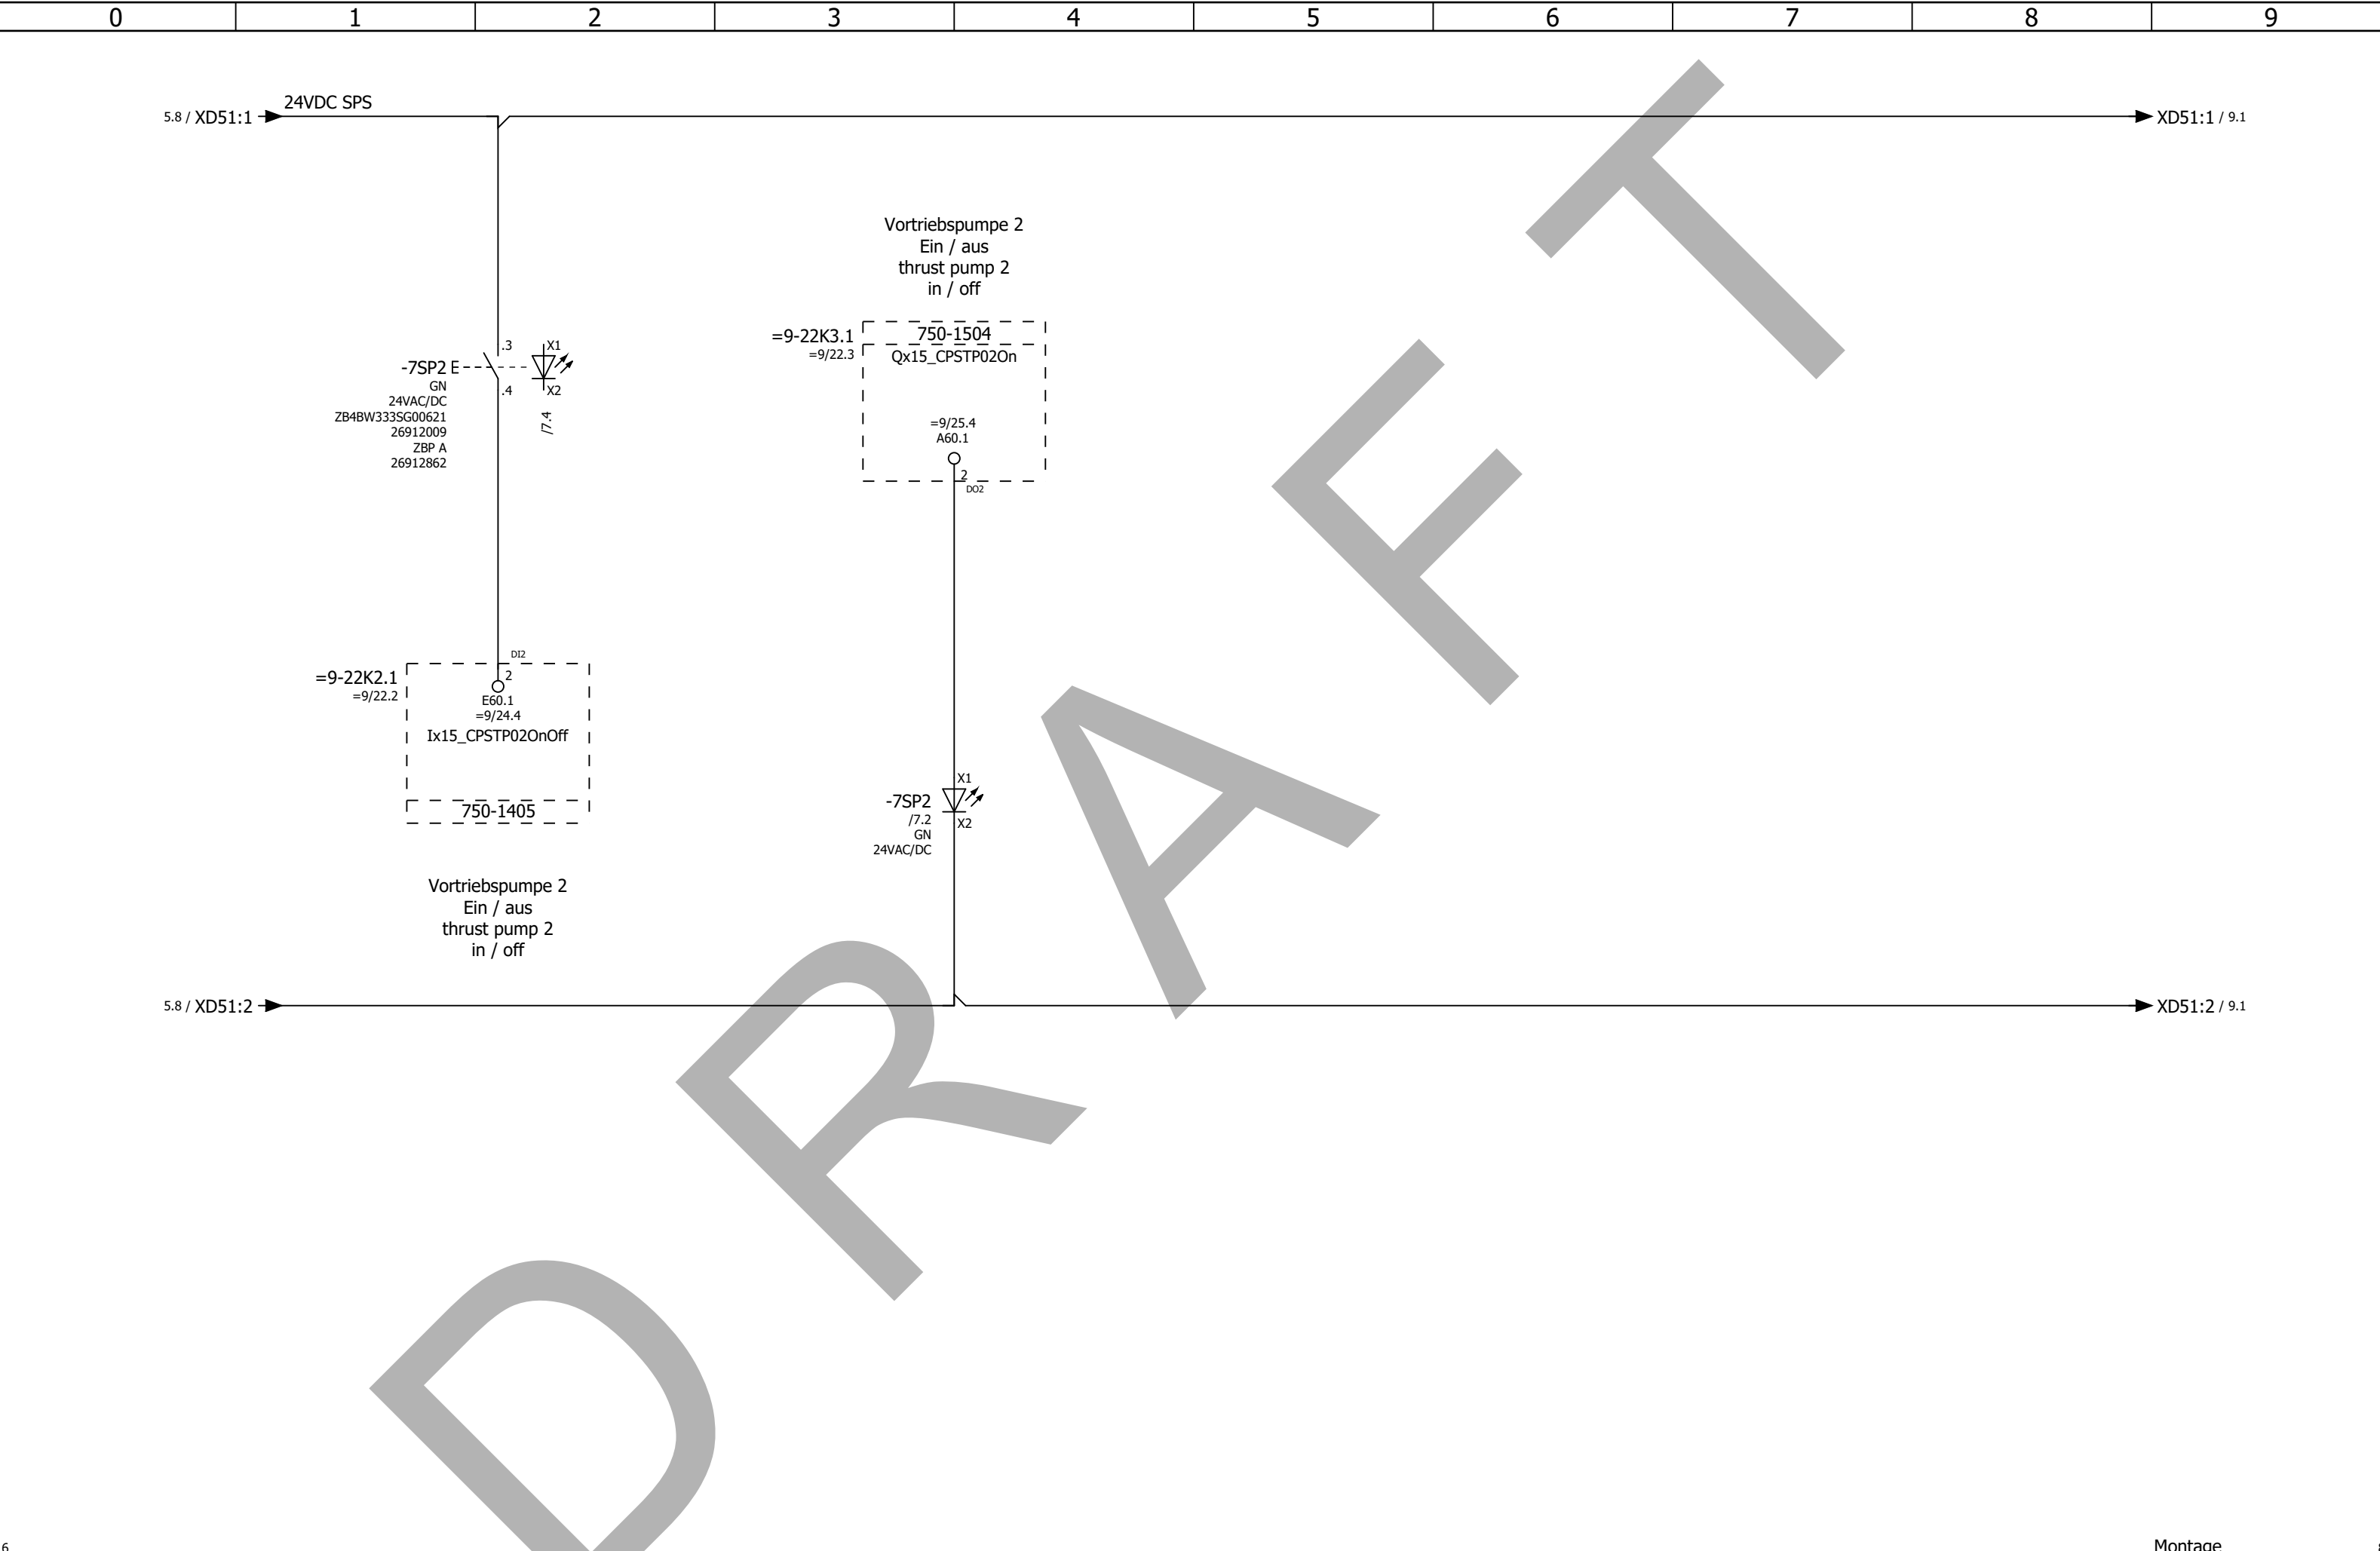 0 1 2 3 4 5 6 7 8 9
24VDC SPS
5.8 / XD51:1
XD51:1 / 9.1
Vortriebspumpe 2
Ein / aus
thrust pump 2
in / off
=9-22K3.1
=9/22.3
750-1504
Qx15_CPSTP02On
=9/25.4
A60.1
2
DO2
.3
.4
X1
X2
/7.4
-7SP2 E
GN
24VAC/DC
ZB4BW333SG00621
26912009
ZBP A
26912862
DI2
2
=9-22K2.1
=9/22.2
E60.1
=9/24.4
Ix15_CPSTP02OnOff
750-1405
Vortriebspumpe 2
Ein / aus
thrust pump 2
in / off
X1
-7SP2
/7.2
GN
24VAC/DC
X2
5.8 / XD51:2
XD51:2 / 9.1
DRAFT
6
Montage